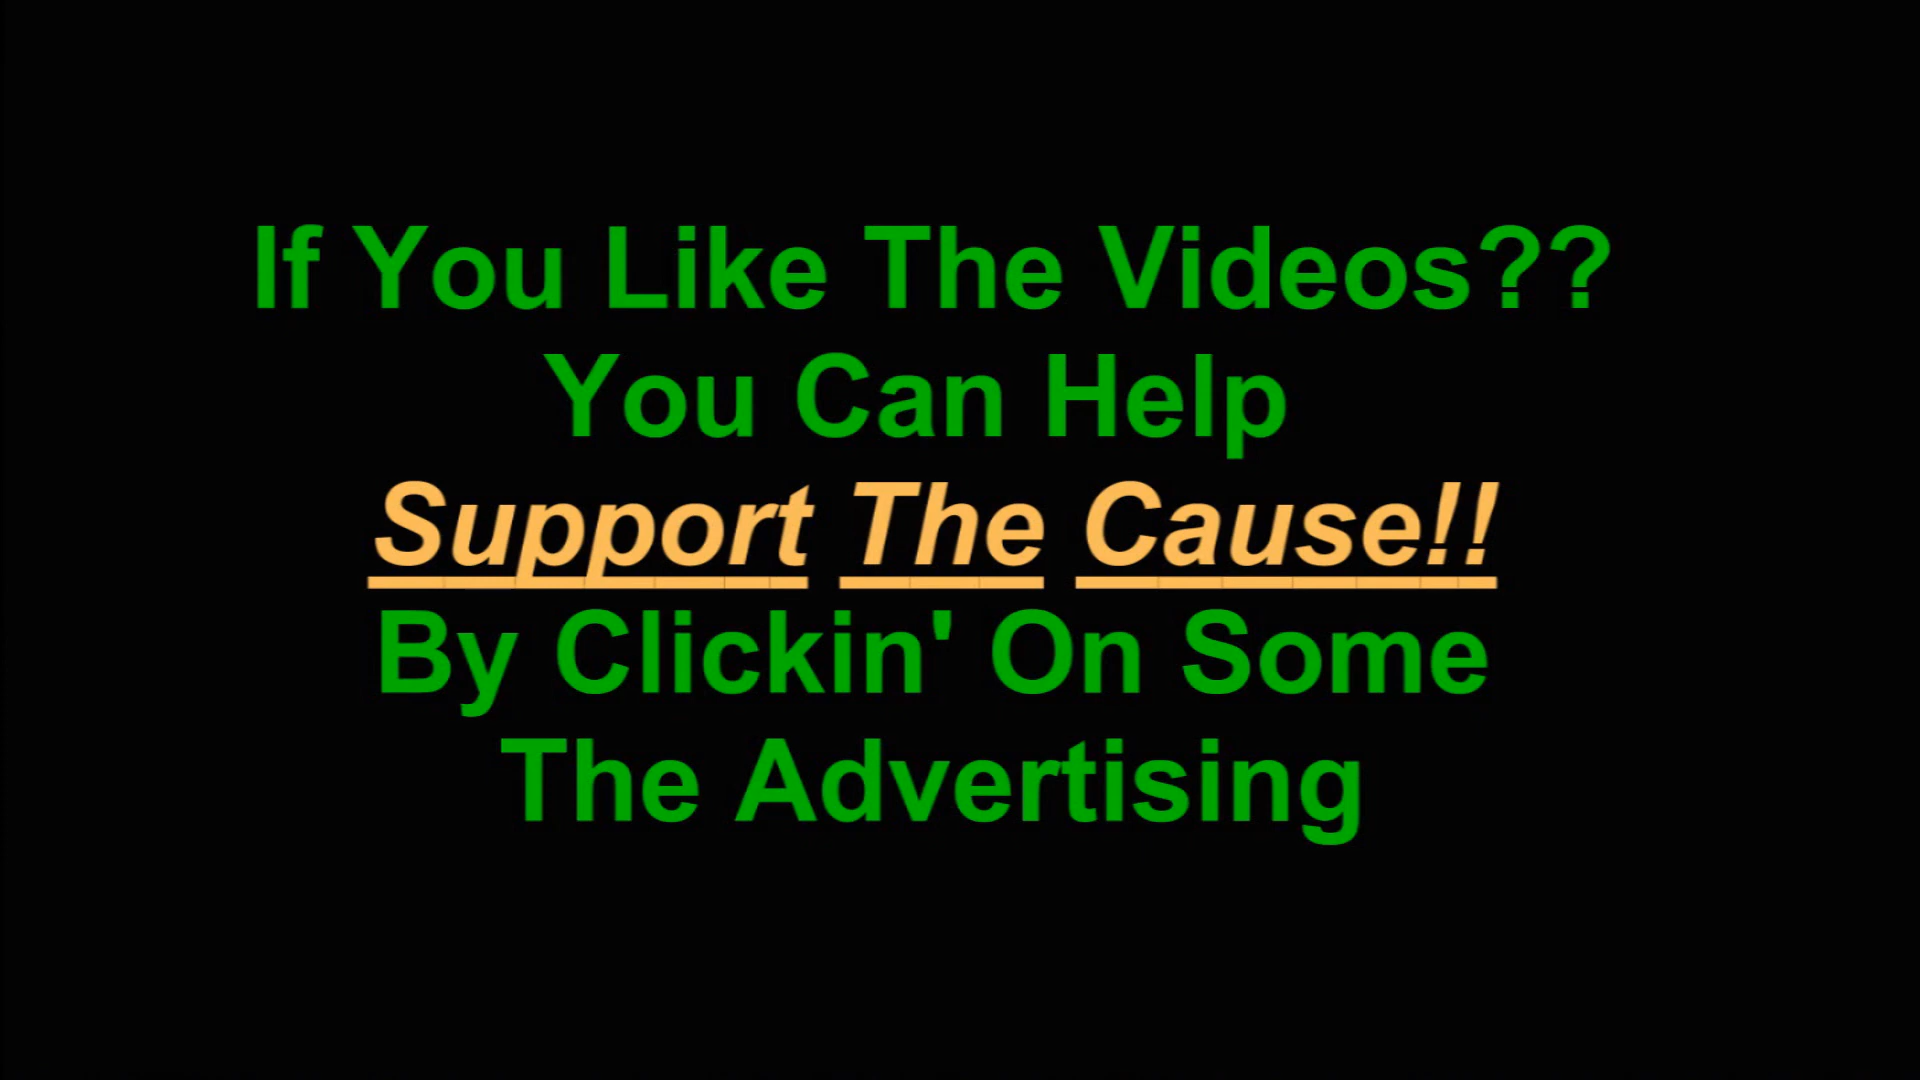 If You Like The Videos??
You Can Help
Support The Cause!!
By Clickin' On Some
The Advertising